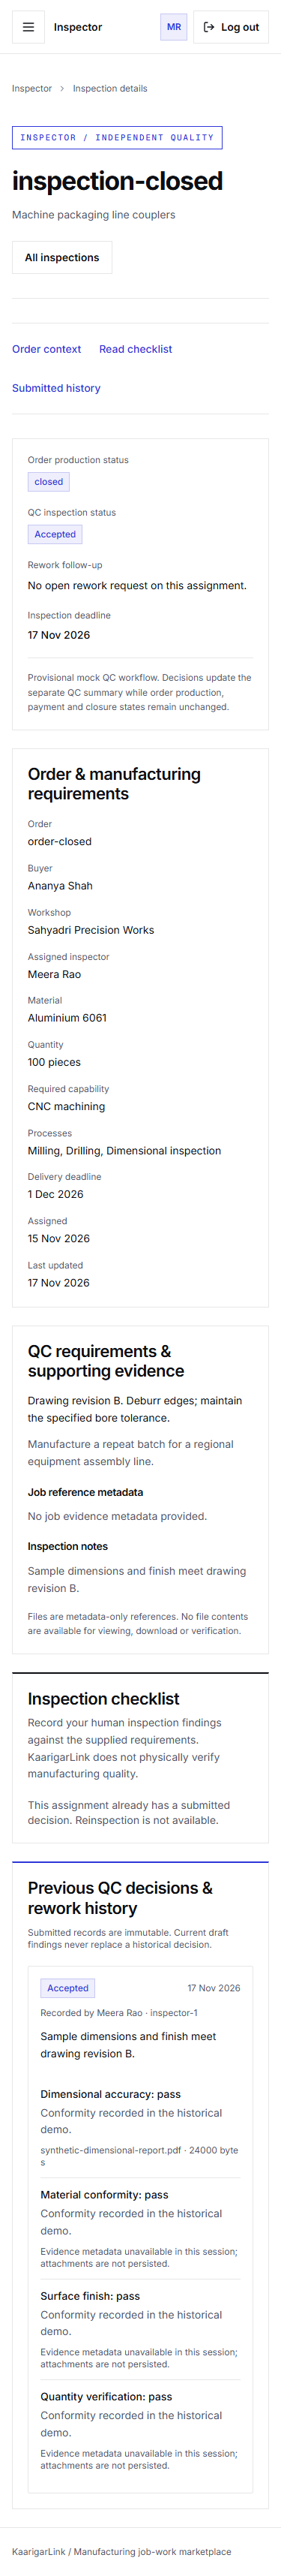 Inspector
MR
Log out
Inspector > Inspection details
INSPECTOR / INDEPENDENT QUALITY
inspection-closed
Machine packaging line couplers
All inspections
Order context
Read checklist
Submitted history
Order production status
closed
QC inspection status
Accepted
Rework follow-up
No open rework request on this assignment.
Inspection deadline
17 Nov 2026
Provisional mock QC workflow. Decisions update the
separate QC summary while order production,
payment and closure states remain unchanged.
Order & manufacturing
requirements
Order
order-closed
Buyer
Ananya Shah
Workshop
Sahyadri Precision Works
Assigned inspector
Meera Rao
Material
Aluminium 6061
Quantity
100 pieces
Required capability
CNC machining
Processes
Milling, Drilling, Dimensional inspection
Delivery deadline
1 Dec 2026
Assigned
15 Nov 2026
Last updated
17 Nov 2026
QC requirements &
supporting evidence
Drawing revision B. Deburr edges; maintain
the specified bore tolerance.
Manufacture a repeat batch for a regional
equipment assembly line.
Job reference metadata
No job evidence metadata provided.
Inspection notes
Sample dimensions and finish meet drawing
revision B.
Files are metadata-only references. No file contents
are available for viewing, download or verification.
Inspection checklist
Record your human inspection findings
against the supplied requirements.
KaarigarLink does not physically verify
manufacturing quality.
This assignment already has a submitted
decision. Reinspection is not available.
Previous QC decisions &
rework history
Submitted records are immutable. Current draft
findings never replace a historical decision.
Accepted
17 Nov 2026
Recorded by Meera Rao · inspector-1
Sample dimensions and finish meet
drawing revision B.
Dimensional accuracy: pass
Conformity recorded in the historical
demo.
synthetic-dimensional-report.pdf · 24000 byte
s
Material conformity: pass
Conformity recorded in the historical
demo.
Evidence metadata unavailable in this session;
attachments are not persisted.
Surface finish: pass
Conformity recorded in the historical
demo.
Evidence metadata unavailable in this session;
attachments are not persisted.
Quantity verification: pass
Conformity recorded in the historical
demo.
Evidence metadata unavailable in this session;
attachments are not persisted.
KaarigarLink / Manufacturing job-work marketplace